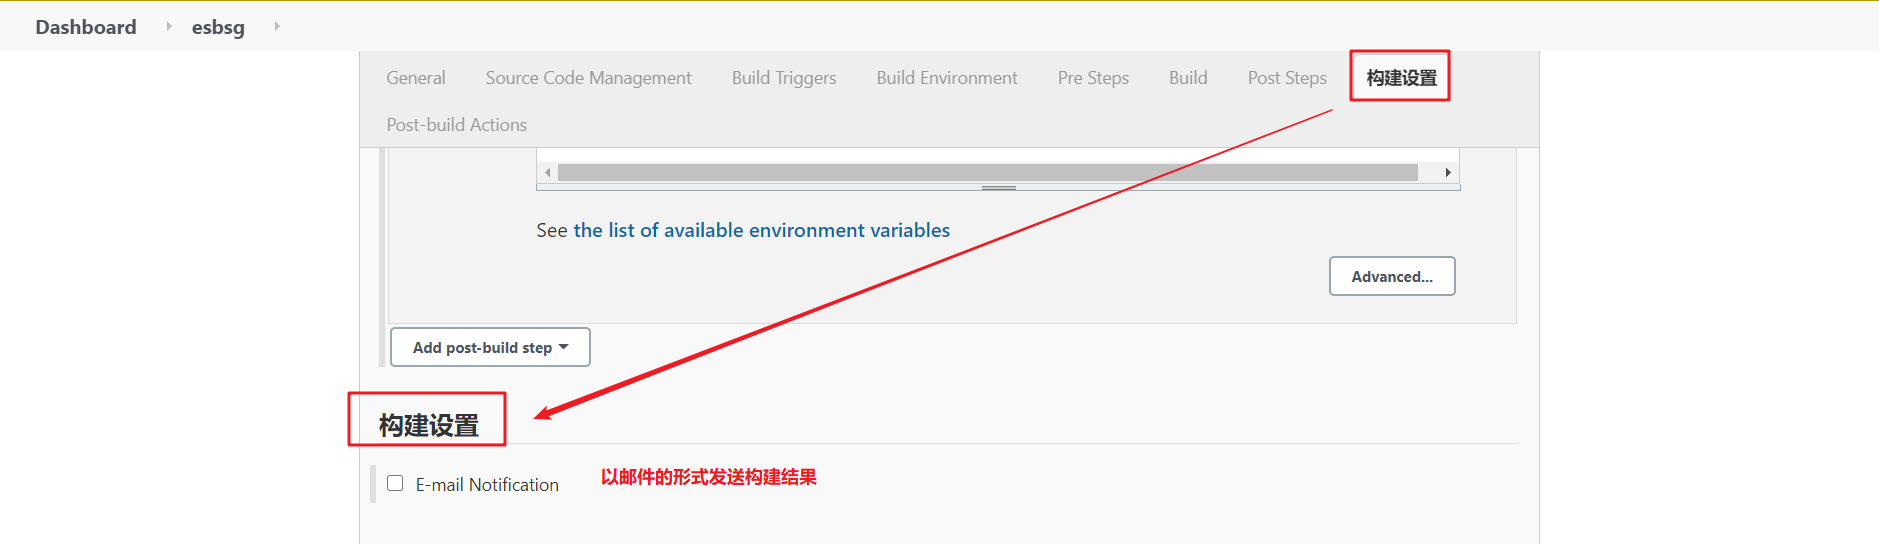 Dashboard esbsg
General Source Code Management Build Triggers Build Environment Pre Steps Build Post Steps 构建设置
Post-build Actions
See the list of available environment variables
Advanced...
Add post-build step
构建设置
E-mail Notification 以邮件的形式发送构建结果